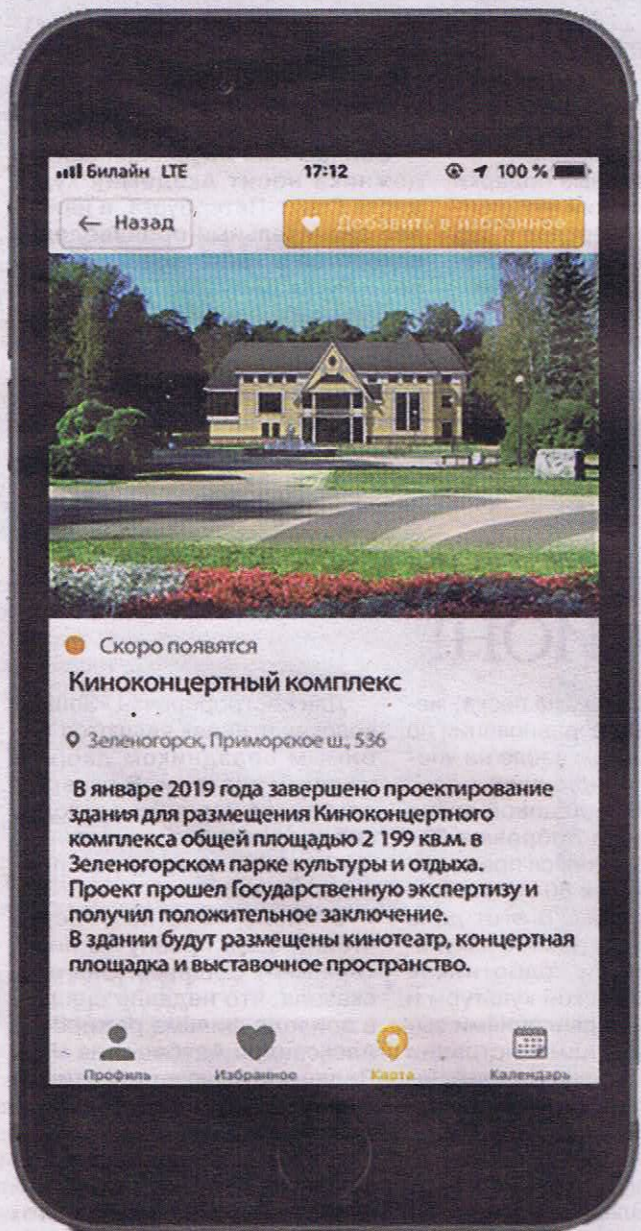 Билайн LTE 17:12 100 %
← Назад
Добавить в избранное
Скоро появятся
Киноконцертный комплекс
Зеленогорск, Приморское ш., 536
В январе 2019 года завершено проектирование
здания для размещения Киноконцертного
комплекса общей площадью 2 199 кв.м. в
Зеленогорском парке культуры и отдыха.
Проект прошел Государственную экспертизу и
получил положительное заключение.
В здании будут размещены кинотеатр, концертная
площадка и выставочное пространство.
Профиль Избранное Карта Календарь